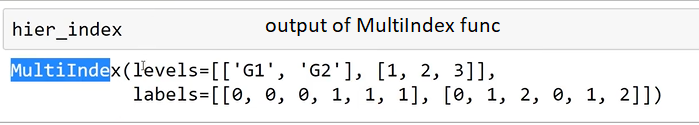 hier_index output of MultiIndex func
MultiIndex(levels=[['G1', 'G2'], [1, 2, 3]],
labels=[[0, 0, 0, 1, 1, 1], [0, 1, 2, 0, 1, 2]])